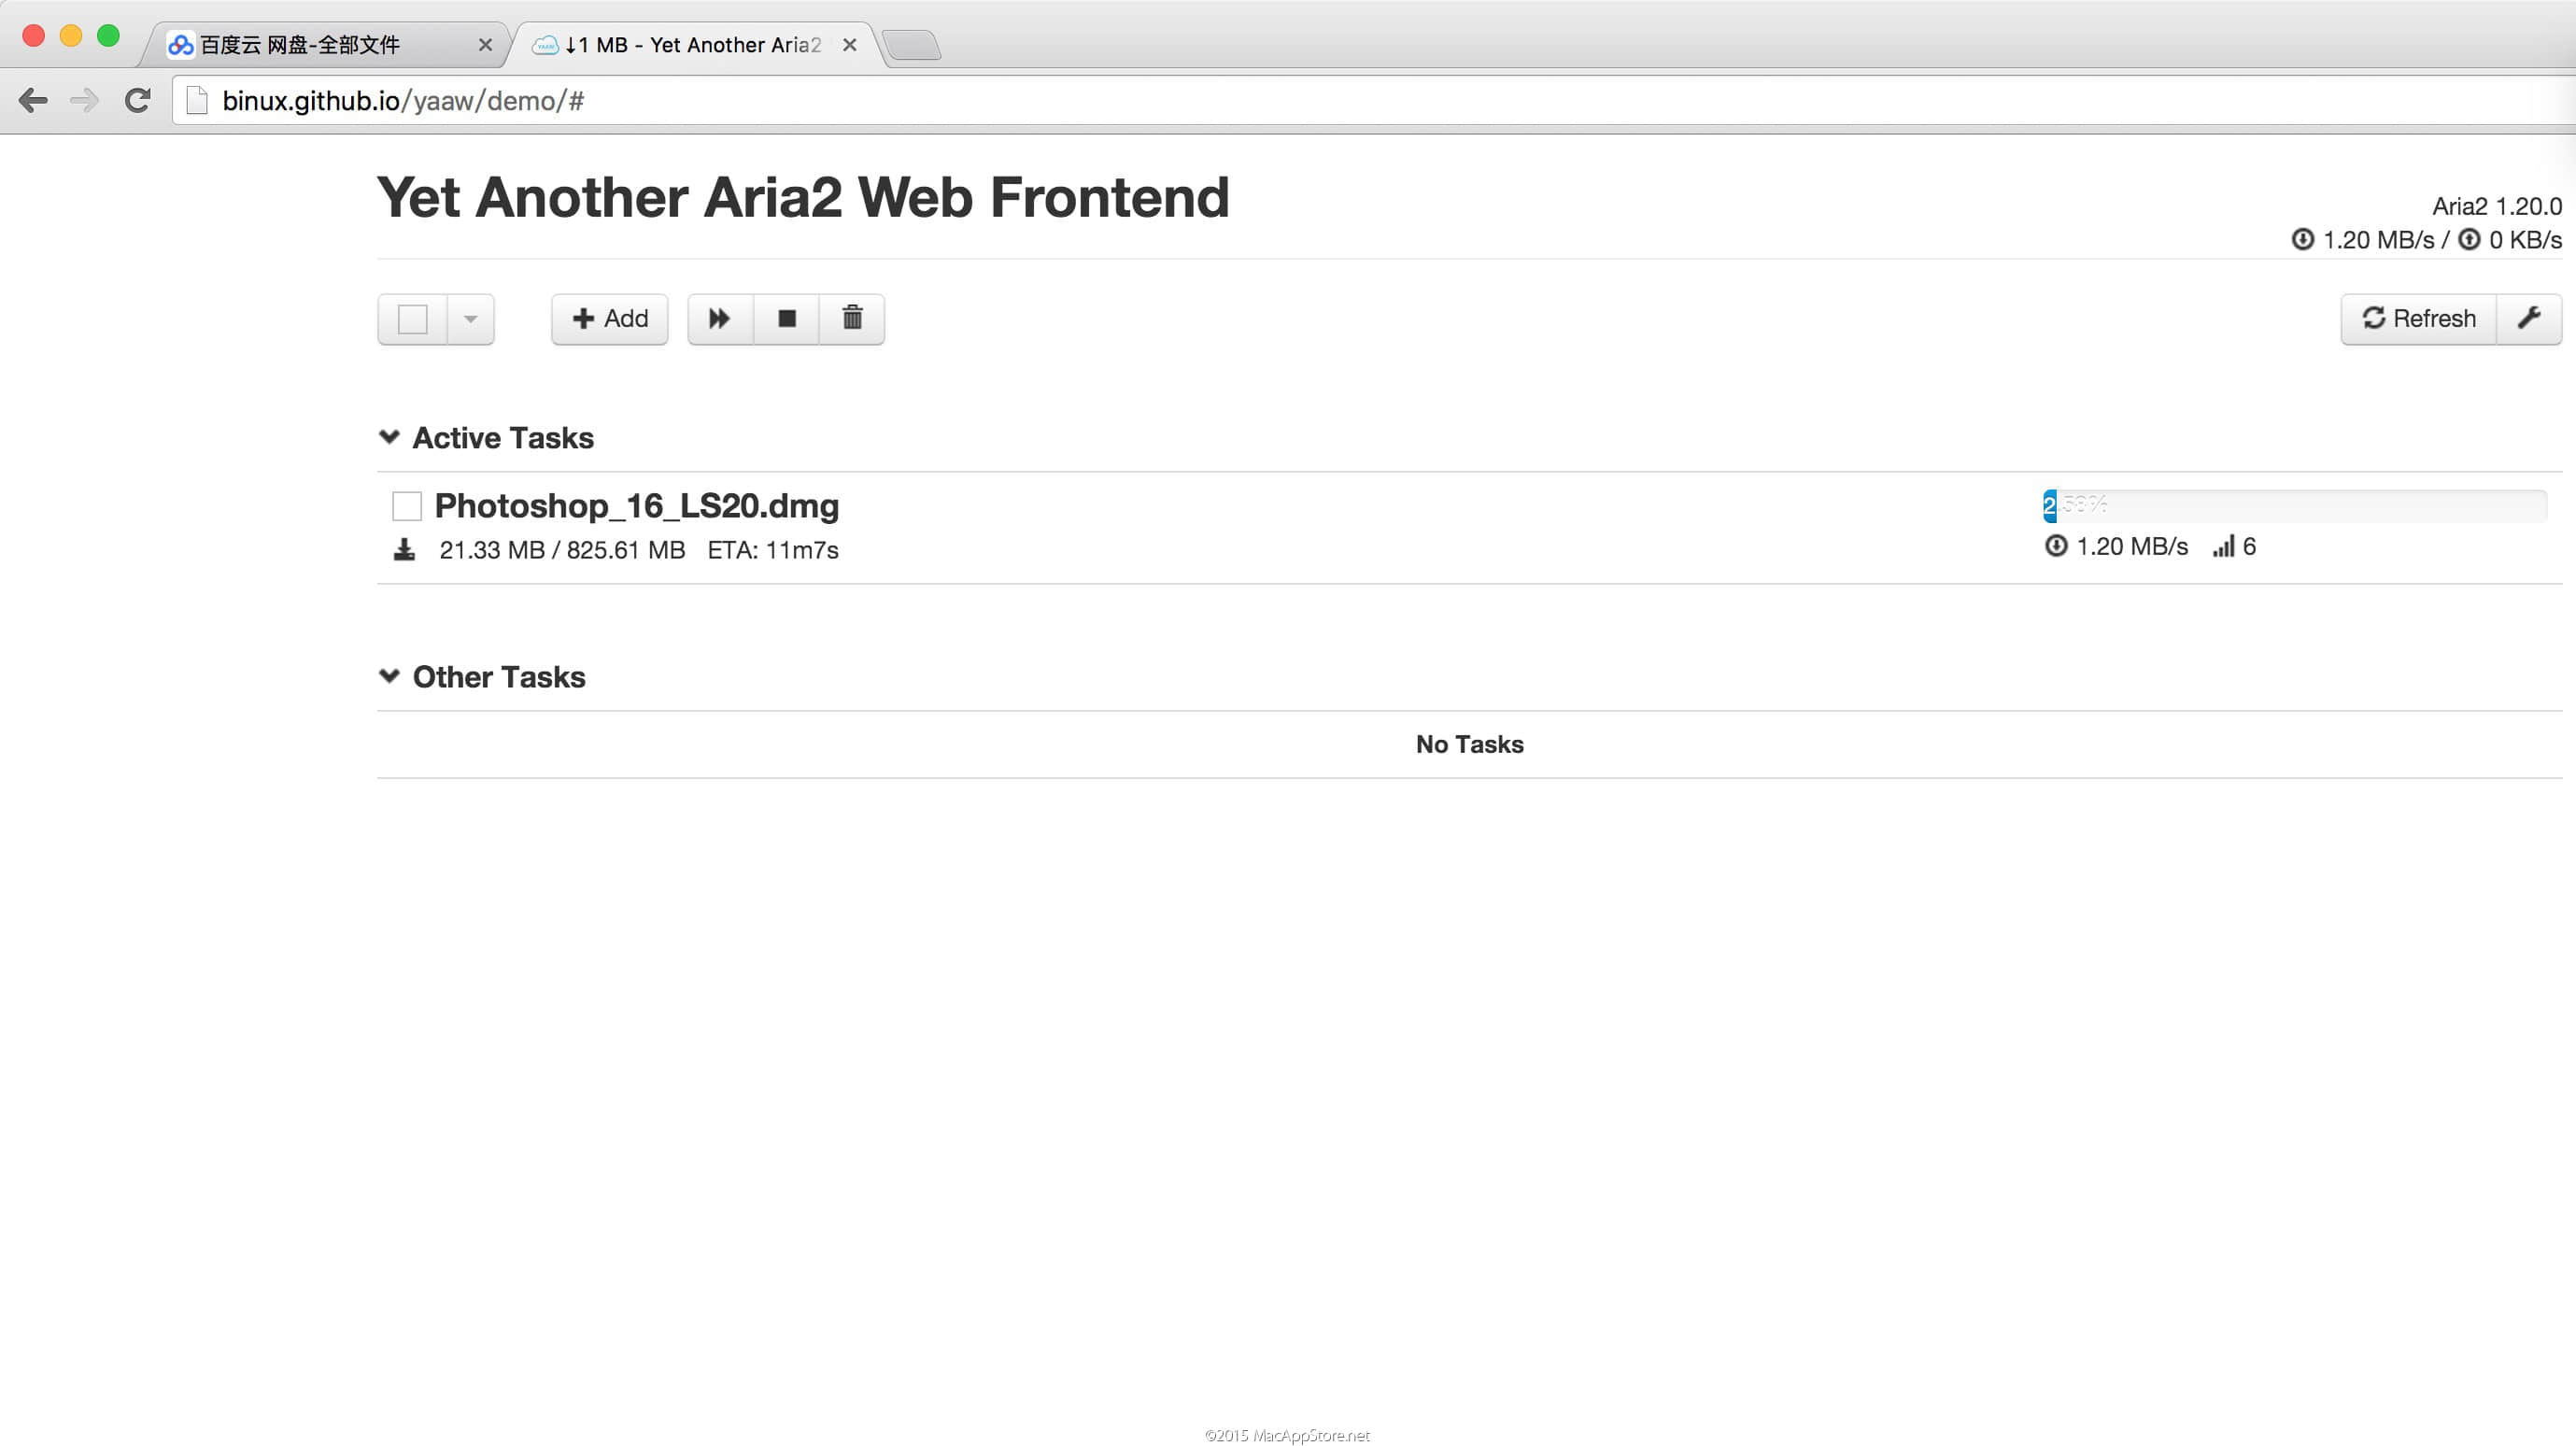 百度云 网盘-全部文件
↓1 MB - Yet Another Aria2
binux.github.io/yaaw/demo/#
Yet Another Aria2 Web Frontend
Aria2 1.20.0
1.20 MB/s / 0 KB/s
Add
Refresh
Active Tasks
Photoshop_16_LS20.dmg
2.58%
21.33 MB / 825.61 MB ETA: 11m7s
1.20 MB/s 6
Other Tasks
No Tasks
©2015 MacAppStore.net